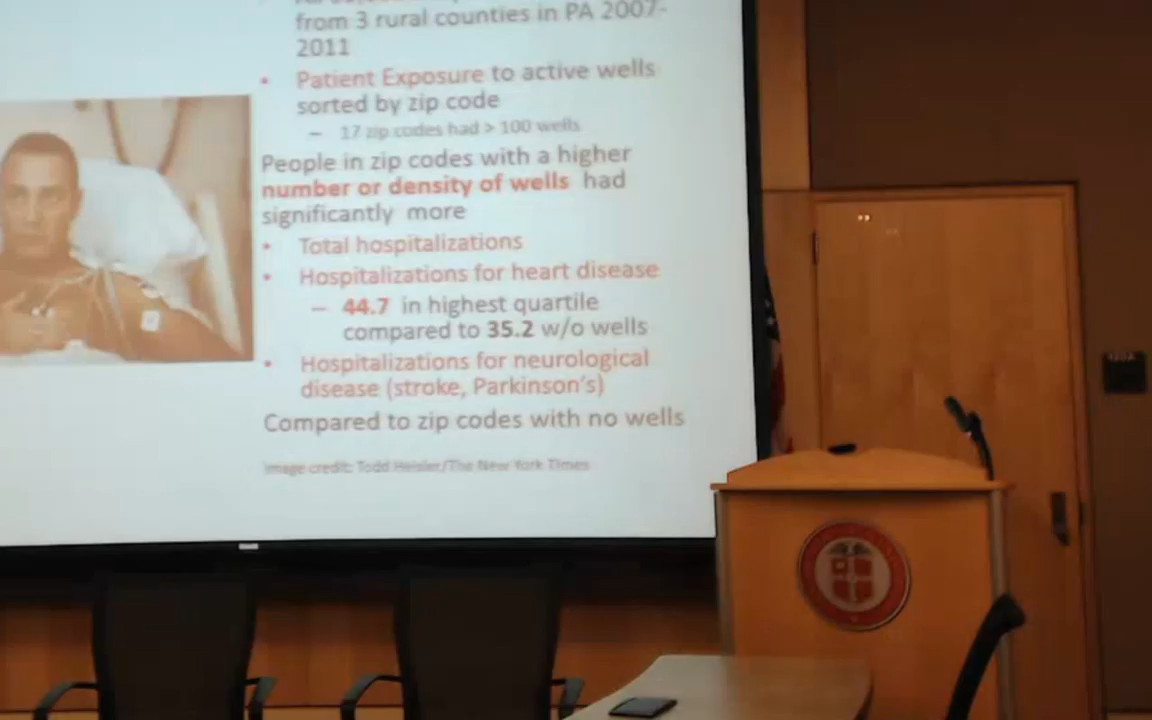 from 3 rural counties in PA 2007-
2011
• Patient Exposure to active wells
sorted by zip code
– 17 zip codes had > 100 wells
People in zip codes with a higher
number or density of wells had
significantly more
• Total hospitalizations
• Hospitalizations for heart disease
– 44.7 in highest quartile
compared to 35.2 w/o wells
• Hospitalizations for neurological
disease (stroke, Parkinson's)
Compared to zip codes with no wells
Image credit: Todd Heisler/The New York Times